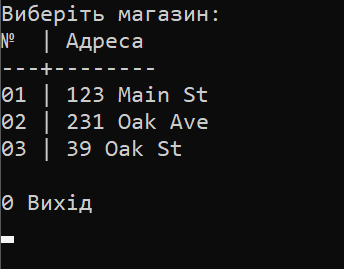 Виберіть магазин:
№ | Адреса
---+--------
01 | 123 Main St
02 | 231 Oak Ave
03 | 39 Oak St
0 Вихід